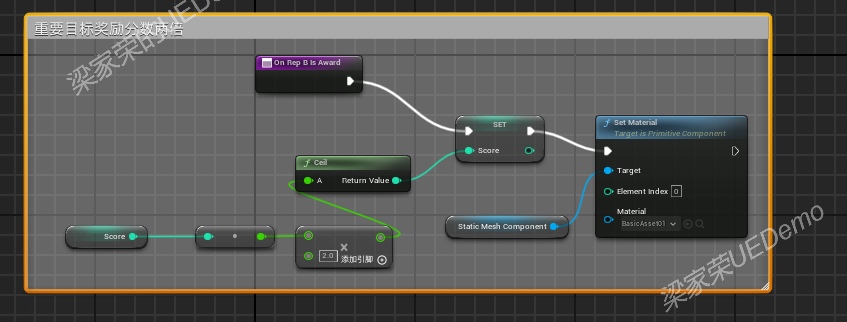 重要目标奖励分数两倍
梁家荣的UEDemo
On Rep B Is Award
SET
Score
Set Material
Target is Primitive Component
Target
Element Index 0
Material
BasicAsset01
Ceil
A Return Value
Static Mesh Component
Score
2.0 添加引脚
梁家荣UEDemo